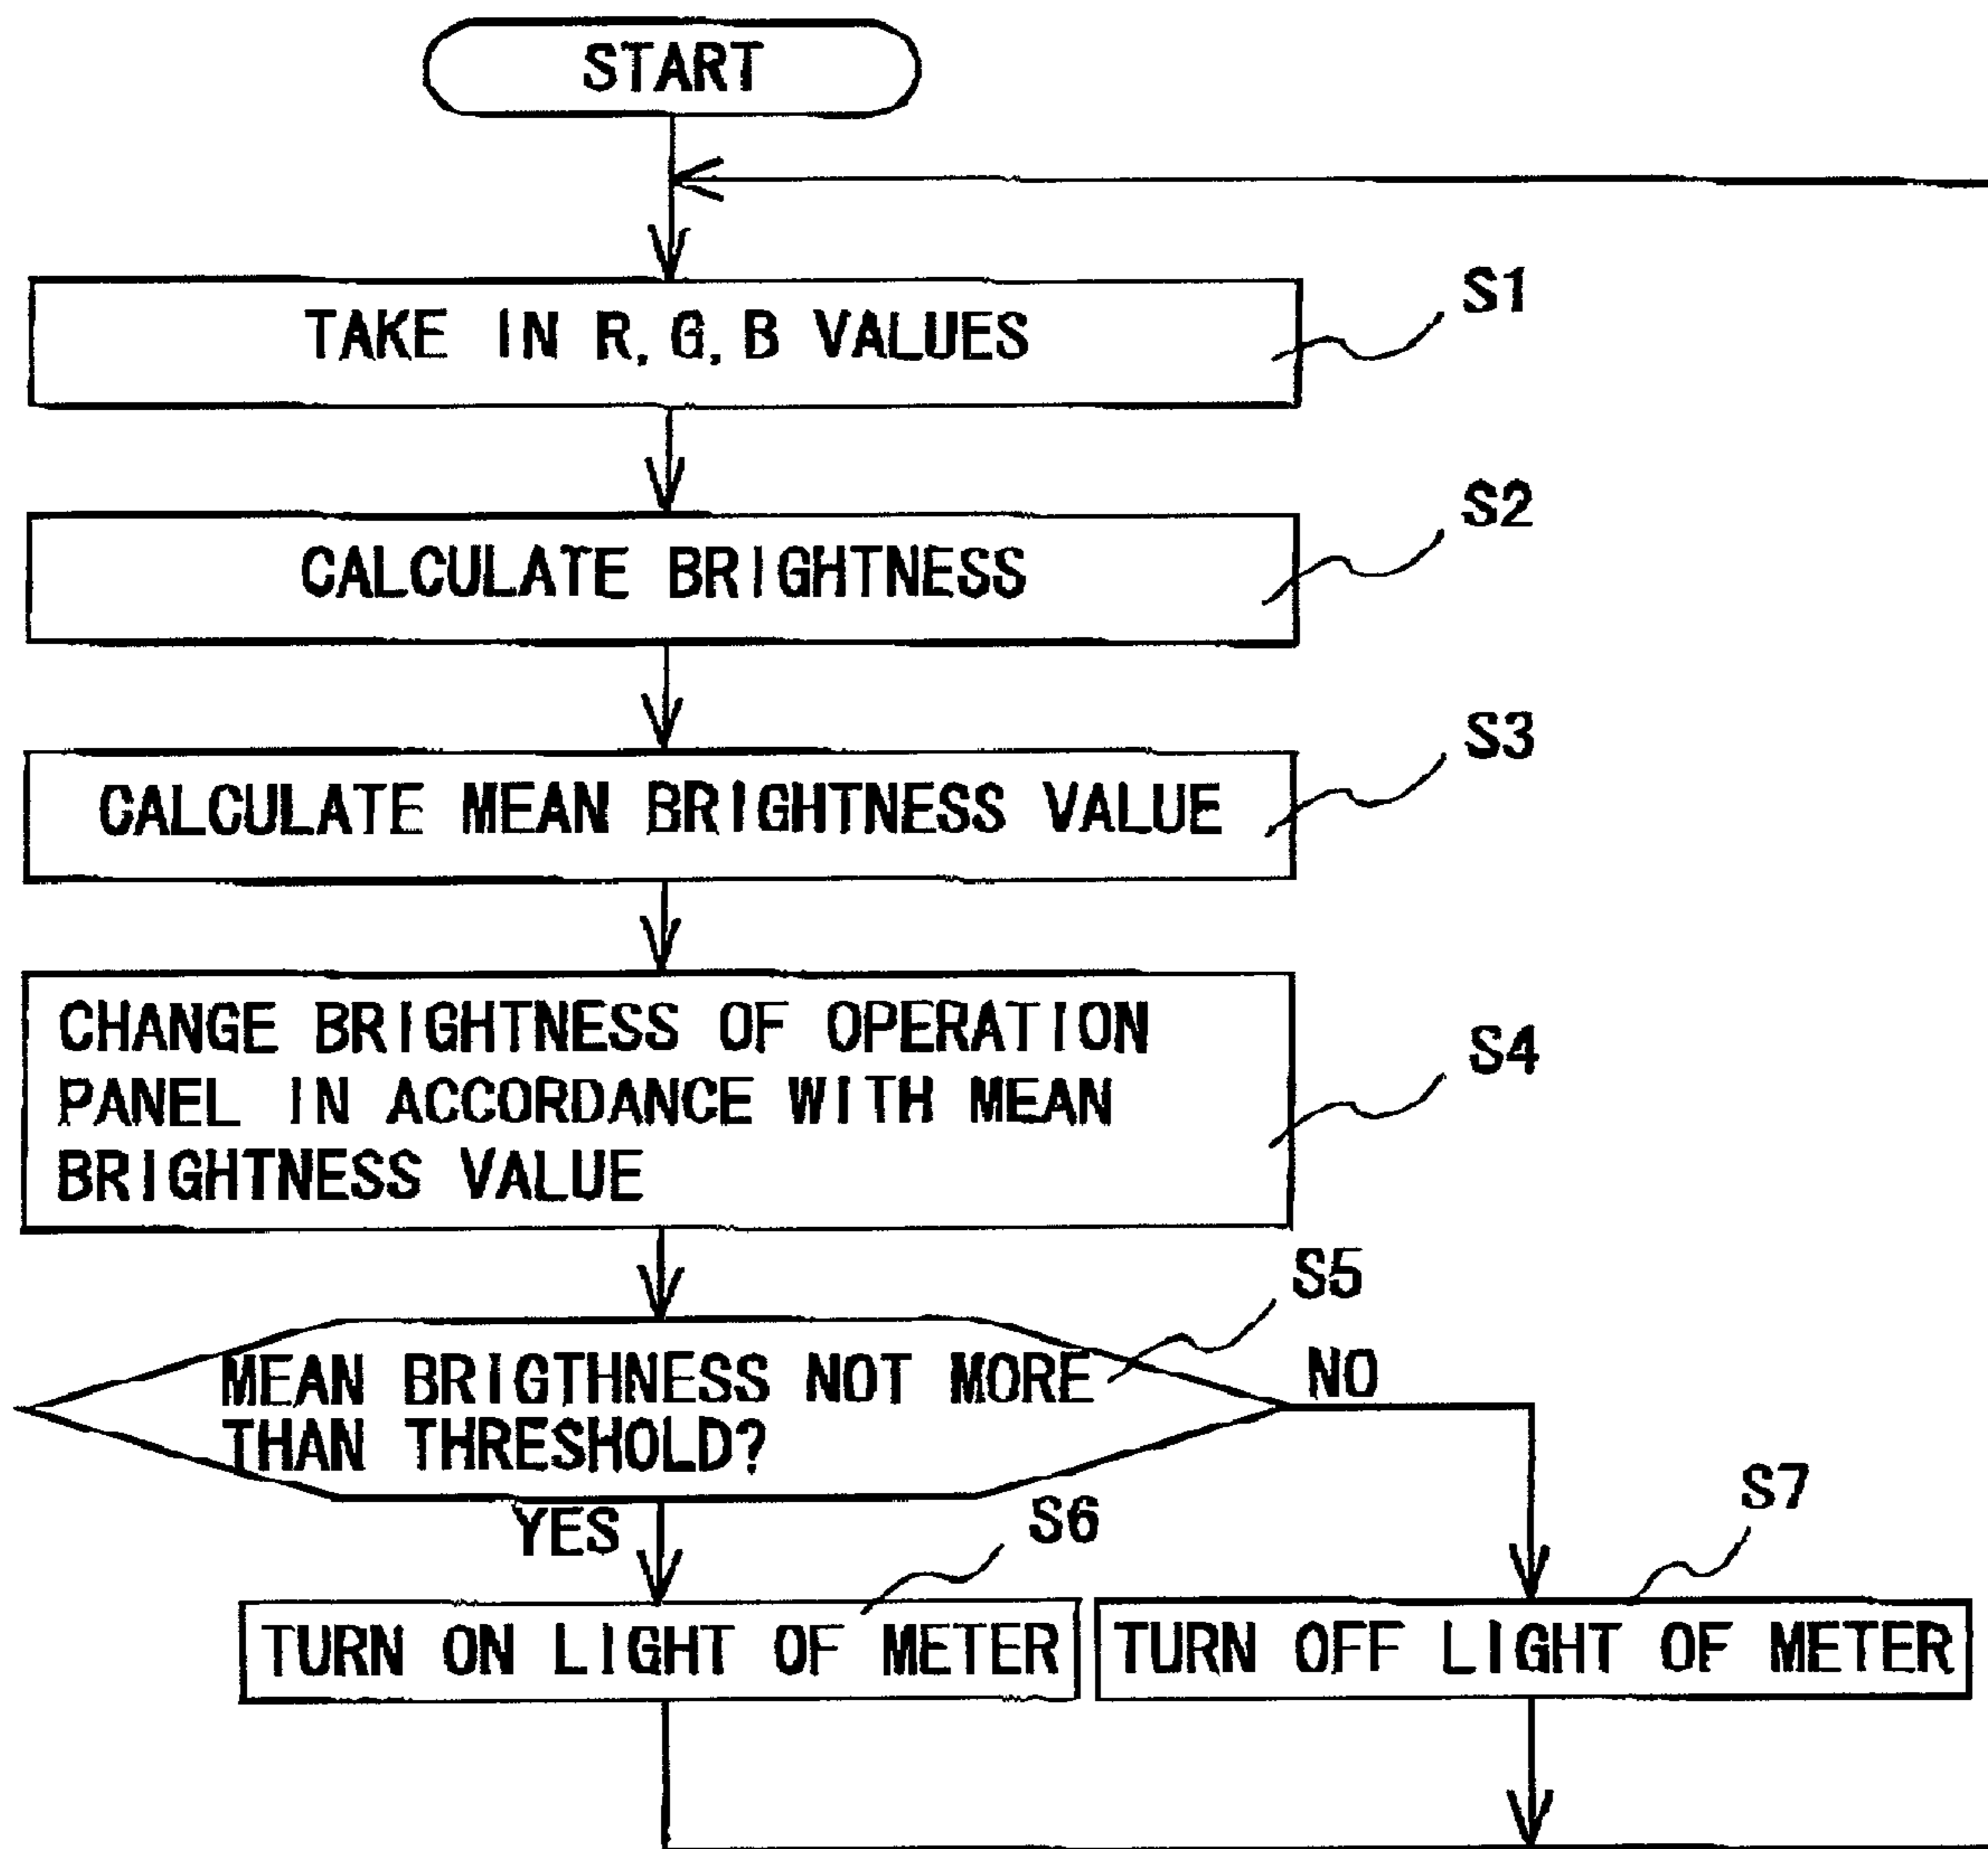 START
TAKE IN R, G, B VALUES
S1
CALCULATE BRIGHTNESS
S2
CALCULATE MEAN BRIGHTNESS VALUE
S3
CHANGE BRIGHTNESS OF OPERATION
PANEL IN ACCORDANCE WITH MEAN
BRIGHTNESS VALUE
S4
S5
MEAN BRIGTHNESS NOT MORE
THAN THRESHOLD?
NO
YES
S6
S7
TURN ON LIGHT OF METER
TURN OFF LIGHT OF METER